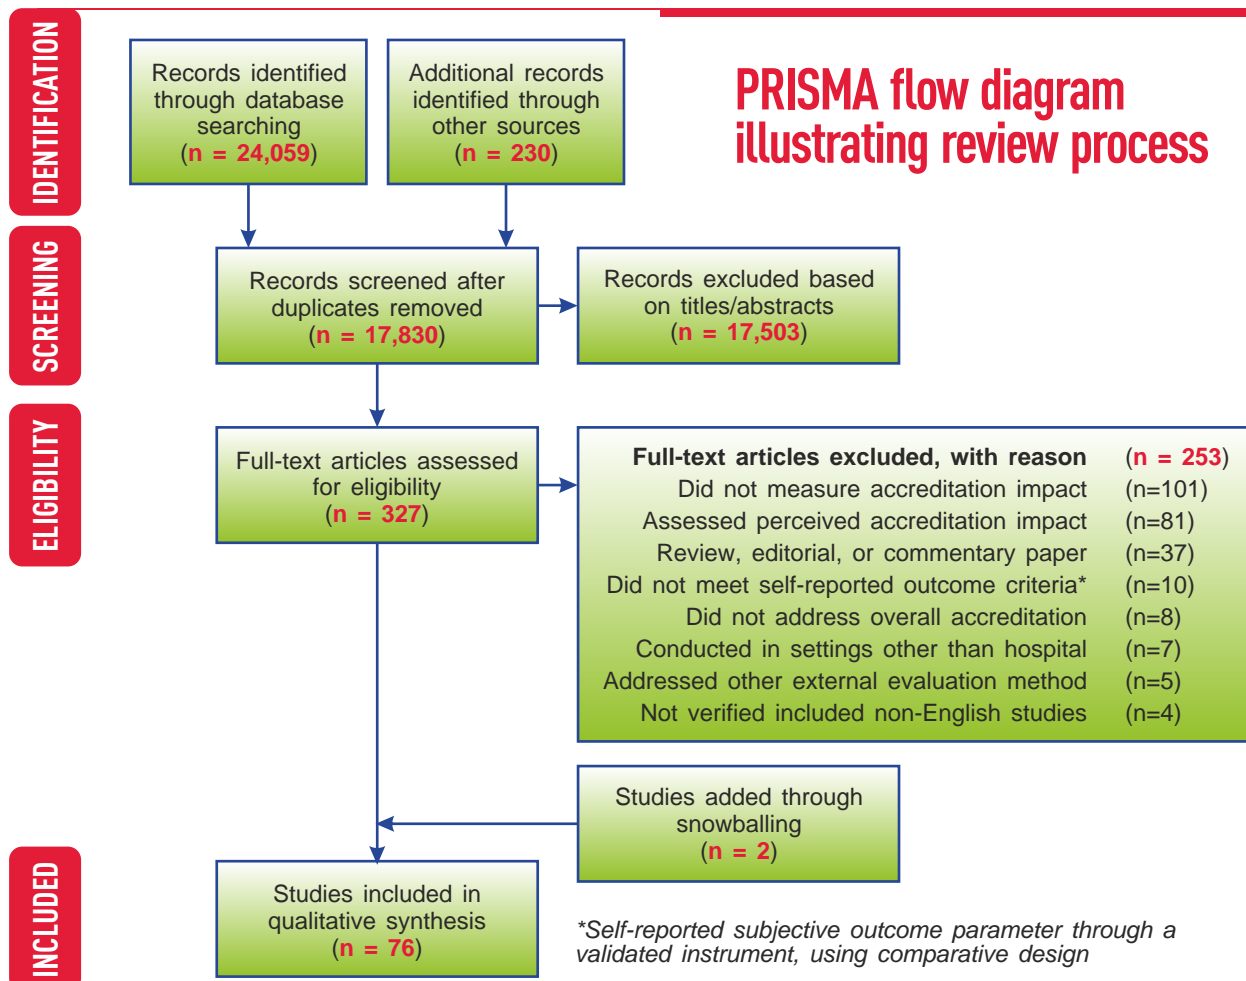 PRISMA flow diagram
illustrating review process
IDENTIFICATION
Records identified
through database
searching
(n = 24,059)
Additional records
identified through
other sources
(n = 230)
SCREENING
Records screened after
duplicates removed
(n = 17,830)
Records excluded based
on titles/abstracts
(n = 17,503)
ELIGIBILITY
Full-text articles assessed
for eligibility
(n = 327)
Full-text articles excluded, with reason (n = 253)
Did not measure accreditation impact (n=101)
Assessed perceived accreditation impact (n=81)
Review, editorial, or commentary paper (n=37)
Did not meet self-reported outcome criteria* (n=10)
Did not address overall accreditation (n=8)
Conducted in settings other than hospital (n=7)
Addressed other external evaluation method (n=5)
Not verified included non-English studies (n=4)
Studies added through
snowballing
(n = 2)
INCLUDED
Studies included in
qualitative synthesis
(n = 76)
*Self-reported subjective outcome parameter through a
validated instrument, using comparative design